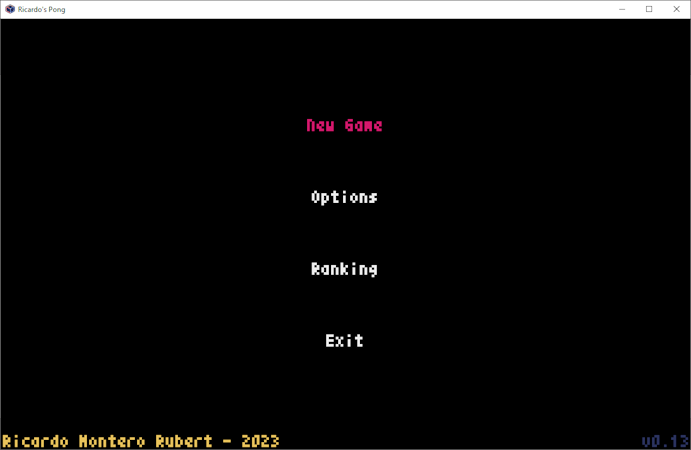 Ricardo's Pong
New Game
Options
Ranking
Exit
Ricardo Montero Rubert - 2023
v0.13